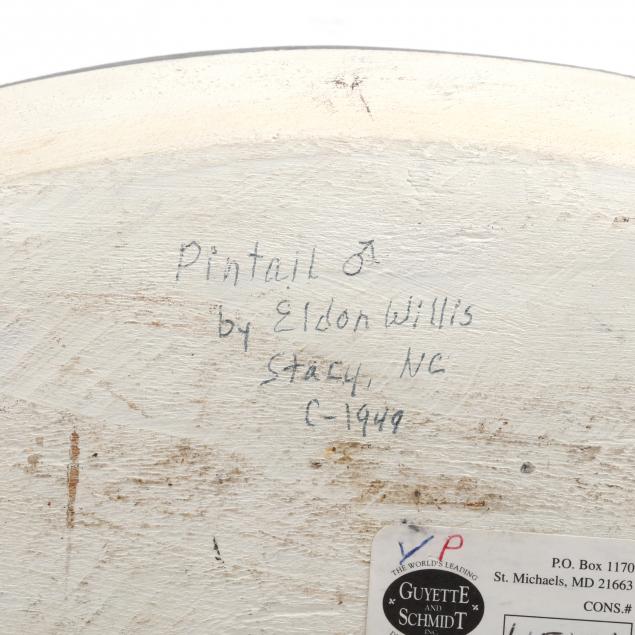 Pintail ♂
by Eldon Willis
Stacy, NC
C-1949
VP
THE WORLD'S LEADING
GUYETTE
AND
SCHMIDT
INC
P.O. Box 1170
St. Michaels, MD 21663
CONS.#